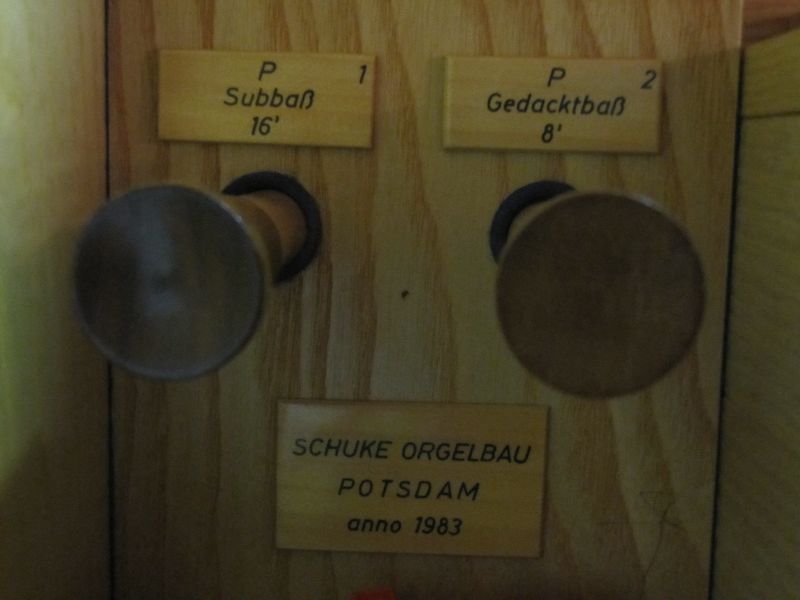 P 1
Subbaß
16'
P 2
Gedacktbaß
8'
SCHUKE ORGELBAU
POTSDAM
anno 1983